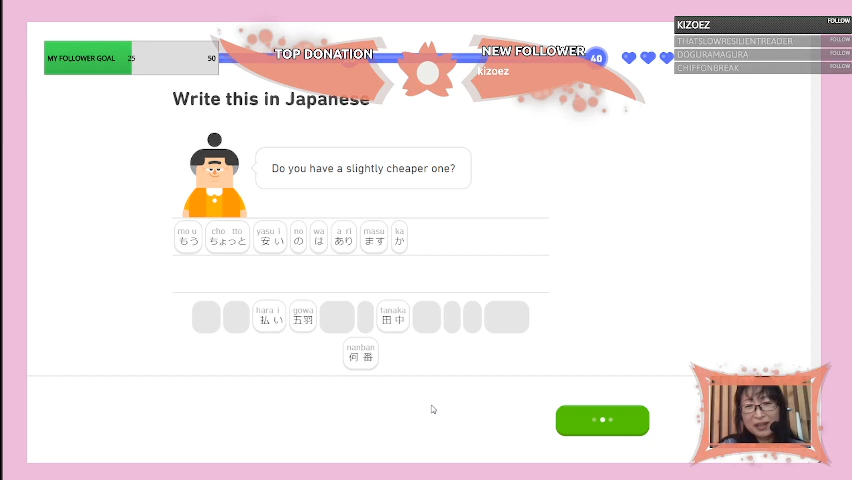 KIZOEZ FOLLOW
THATSLOWRESILIENTREADER FOLLOW
DOGURAMAGURA FOLLOW
CHIFFONBREAK FOLLOW
MY FOLLOWER GOAL 25 50
TOP DONATION
NEW FOLLOWER
kizoez
40
Write this in Japanese
Do you have a slightly cheaper one?
mo u cho tto yasu i no wa a ri masu ka
もう ちょっと 安い の は あり ます か
hara i gowa tanaka
払い 五羽 田中
nanban
何番